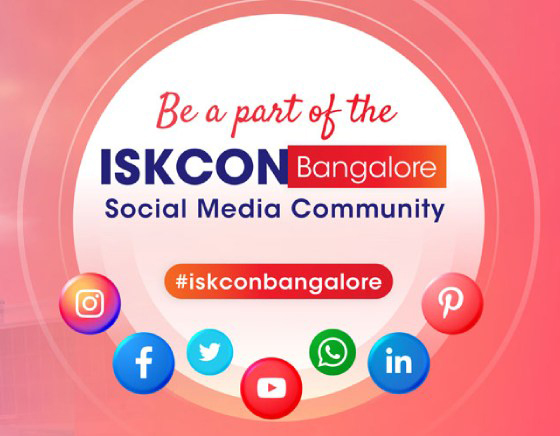 Be a part of the
ISKCON Bangalore
Social Media Community
#iskconbangalore